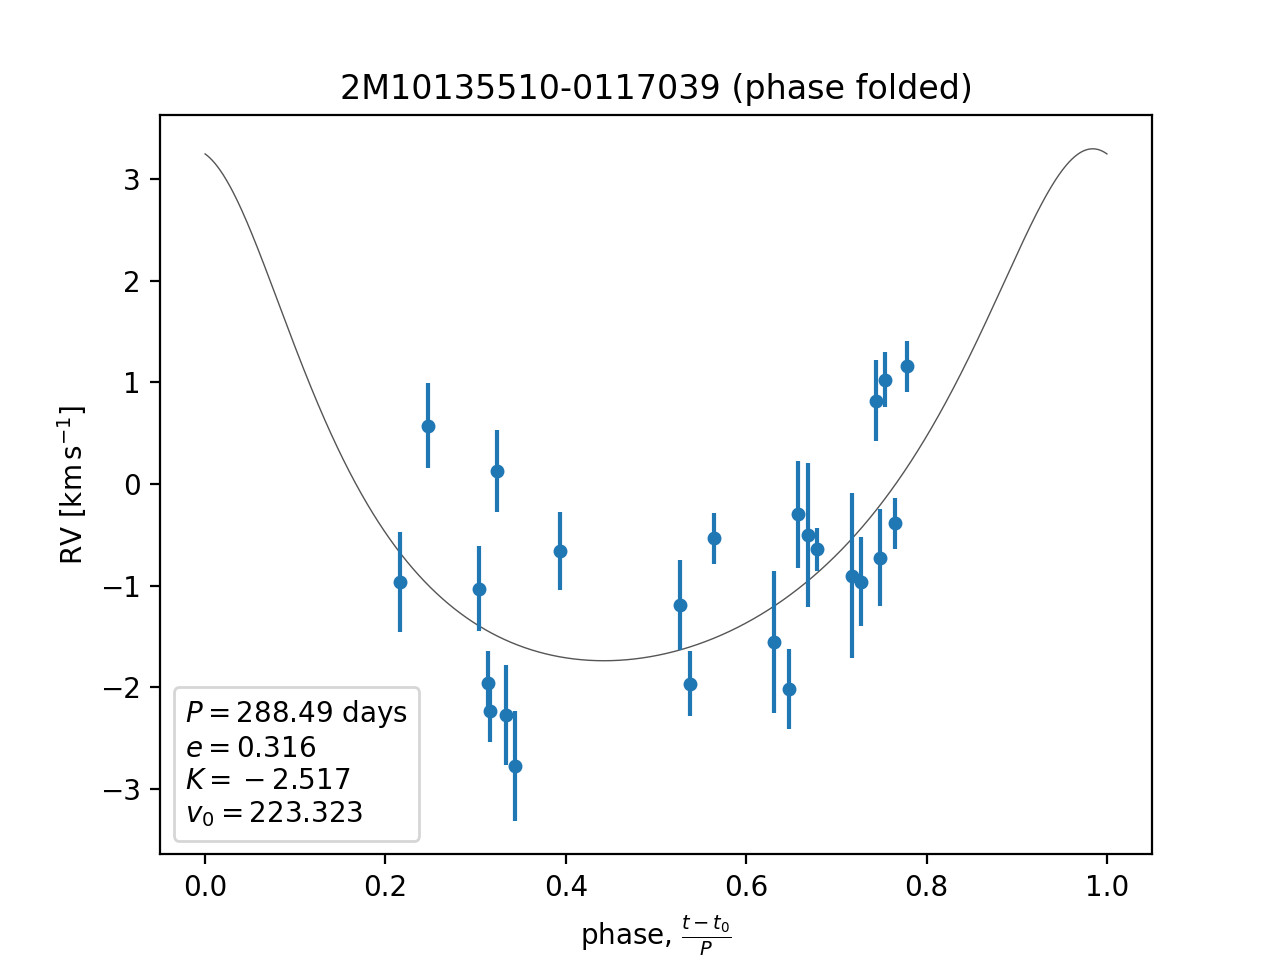 2M10135510-0117039 (phase folded)
RV [km s⁻¹]
3
2
1
0
−1
−2
−3
P = 288.49 days
e = 0.316
K = −2.517
v₀ = 223.323
0.0 0.2 0.4 0.6 0.8 1.0
phase, (t − t₀)/P